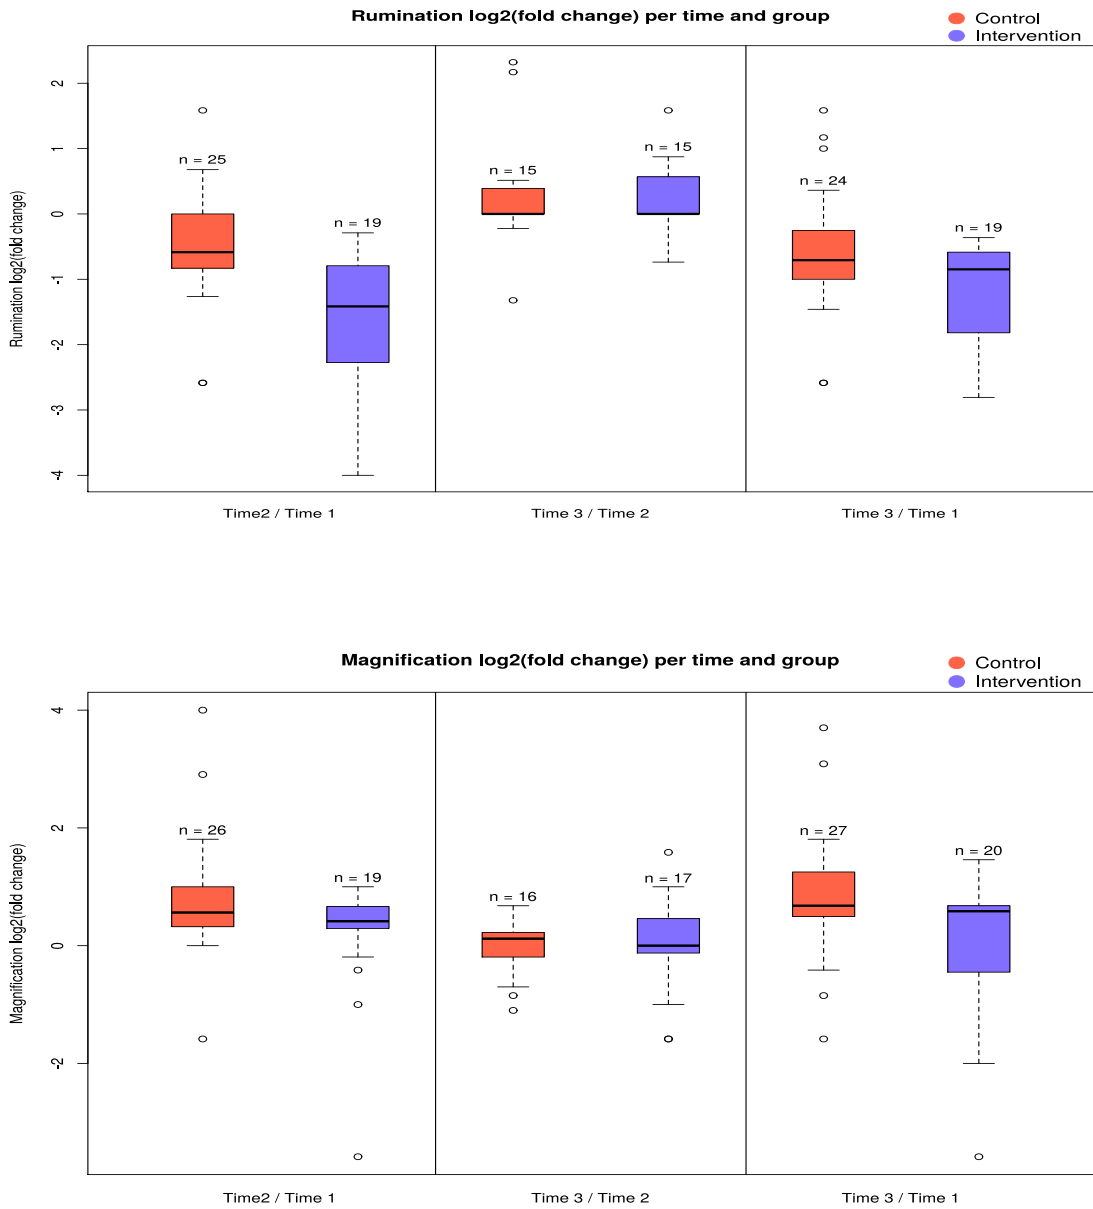 Rumination log2(fold change) per time and group
Control
Intervention
Rumination log2(fold change)
2
1
0
-1
-2
-3
-4
n = 25
n = 19
n = 15
n = 15
n = 24
n = 19
Time2 / Time 1
Time 3 / Time 2
Time 3 / Time 1
Magnification log2(fold change) per time and group
Control
Intervention
Magnification log2(fold change)
4
2
0
-2
n = 26
n = 19
n = 16
n = 17
n = 27
n = 20
Time2 / Time 1
Time 3 / Time 2
Time 3 / Time 1